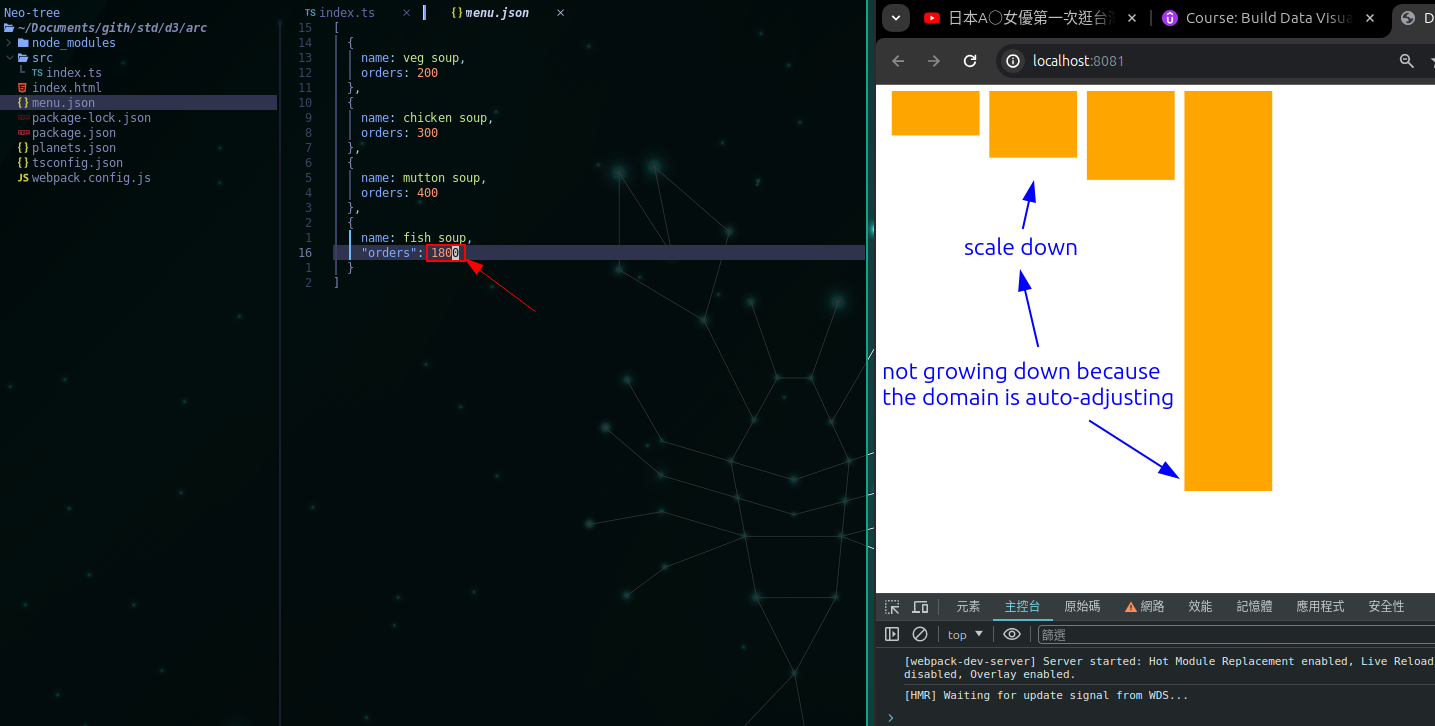 Neo-tree
~/Documents/gith/std/d3/arc
node_modules
src
TS index.ts
index.html
menu.json
package-lock.json
package.json
planets.json
tsconfig.json
JS webpack.config.js
TS index.ts × {} menu.json ×
15 [
14 {
13 name: veg soup,
12 orders: 200
11 },
10 {
9 name: chicken soup,
8 orders: 300
7 },
6 {
5 name: mutton soup,
4 orders: 400
3 },
2 {
1 name: fish soup,
16 "orders": 1800
1 }
2 ]
日本A○女優第一次逛台 × Course: Build Data Visua × D
localhost:8081
scale down
not growing down because
the domain is auto-adjusting
元素 主控台 原始碼 網路 效能 記憶體 應用程式 安全性
top 篩選
[webpack-dev-server] Server started: Hot Module Replacement enabled, Live Reload
disabled, Overlay enabled.
[HMR] Waiting for update signal from WDS...